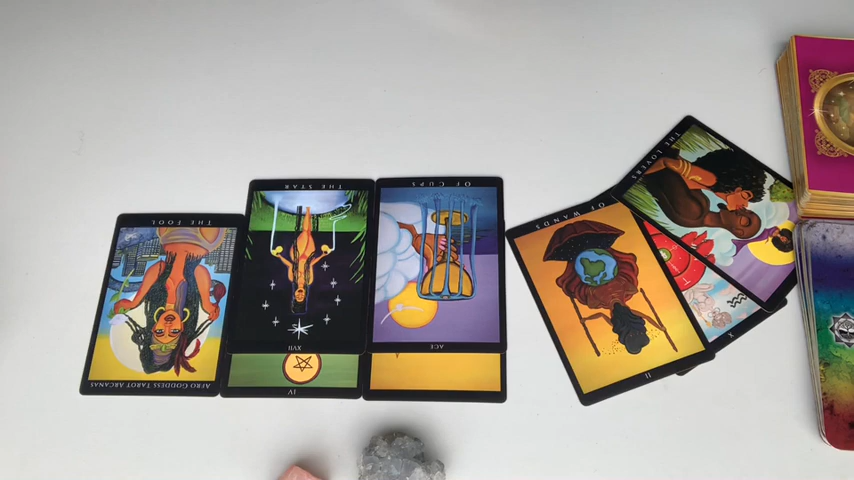 THE FOOL
AFRO GODDESS TAROT ARCANAS
THE STAR
XVII
IV
OF CUPS
ACE
OF WANDS
II
THE LOVERS
X